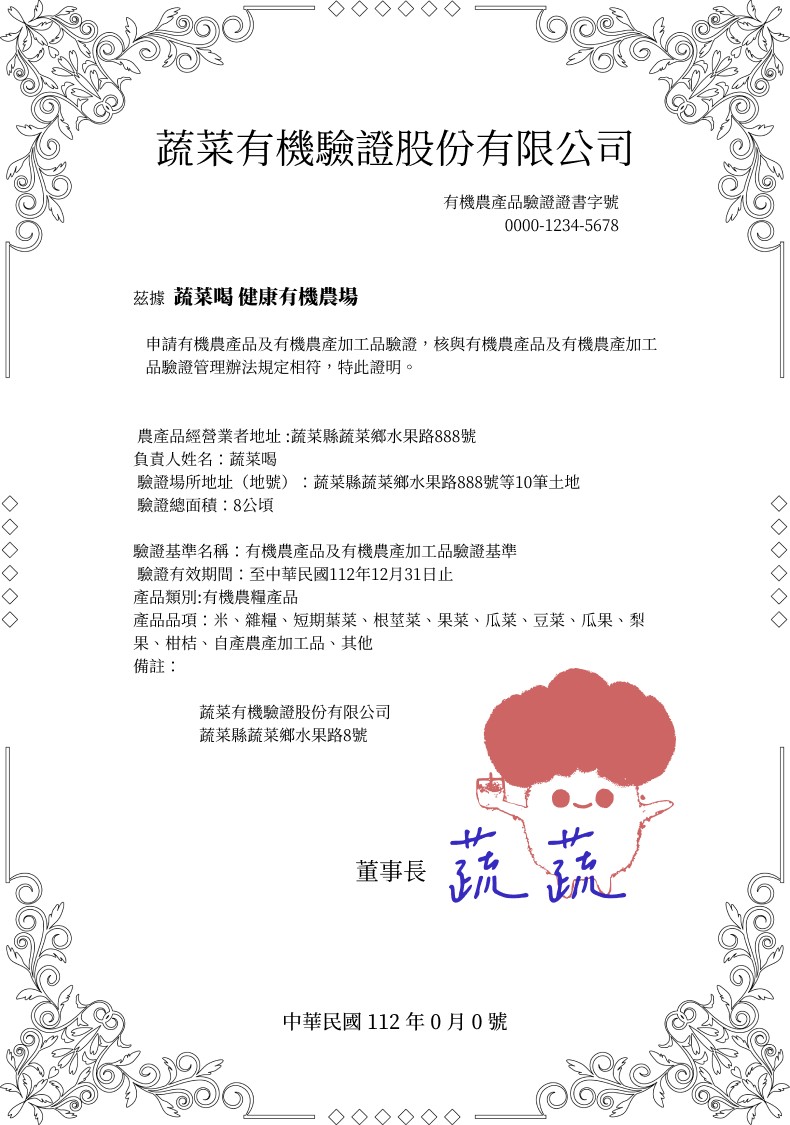 蔬菜有機驗證股份有限公司
有機農產品驗證證書字號
0000-1234-5678
茲據 蔬菜喝 健康有機農場
申請有機農產品及有機農產加工品驗證，核與有機農產品及有機農產加工
品驗證管理辦法規定相符，特此證明。
農產品經營業者地址 :蔬菜縣蔬菜鄉水果路888號
負責人姓名：蔬菜喝
驗證場所地址（地號）：蔬菜縣蔬菜鄉水果路888號等10筆土地
驗證總面積：8公頃
驗證基準名稱：有機農產品及有機農產加工品驗證基準
驗證有效期間：至中華民國112年12月31日止
產品類別:有機農糧產品
產品品項：米、雜糧、短期葉菜、根莖菜、果菜、瓜菜、豆菜、瓜果、梨
果、柑桔、自產農產加工品、其他
備註：
蔬菜有機驗證股份有限公司
蔬菜縣蔬菜鄉水果路8號
董事長 蔬 蔬
中華民國 112 年 0 月 0 號